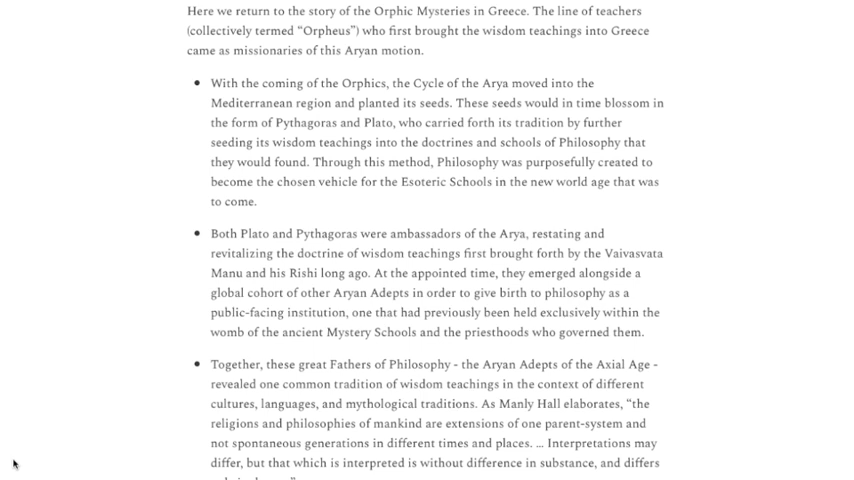 Here we return to the story of the Orphic Mysteries in Greece. The line of teachers
(collectively termed “Orpheus”) who first brought the wisdom teachings into Greece
came as missionaries of this Aryan motion.
• With the coming of the Orphics, the Cycle of the Arya moved into the
Mediterranean region and planted its seeds. These seeds would in time blossom in
the form of Pythagoras and Plato, who carried forth its tradition by further
seeding its wisdom teachings into the doctrines and schools of Philosophy that
they would found. Through this method, Philosophy was purposefully created to
become the chosen vehicle for the Esoteric Schools in the new world age that was
to come.
• Both Plato and Pythagoras were ambassadors of the Arya, restating and
revitalizing the doctrine of wisdom teachings first brought forth by the Vaivasvata
Manu and his Rishi long ago. At the appointed time, they emerged alongside a
global cohort of other Aryan Adepts in order to give birth to philosophy as a
public-facing institution, one that had previously been held exclusively within the
womb of the ancient Mystery Schools and the priesthoods who governed them.
• Together, these great Fathers of Philosophy - the Aryan Adepts of the Axial Age -
revealed one common tradition of wisdom teachings in the context of different
cultures, languages, and mythological traditions. As Manly Hall elaborates, “the
religions and philosophies of mankind are extensions of one parent-system and
not spontaneous generations in different times and places. ... Interpretations may
differ, but that which is interpreted is without difference in substance, and differs